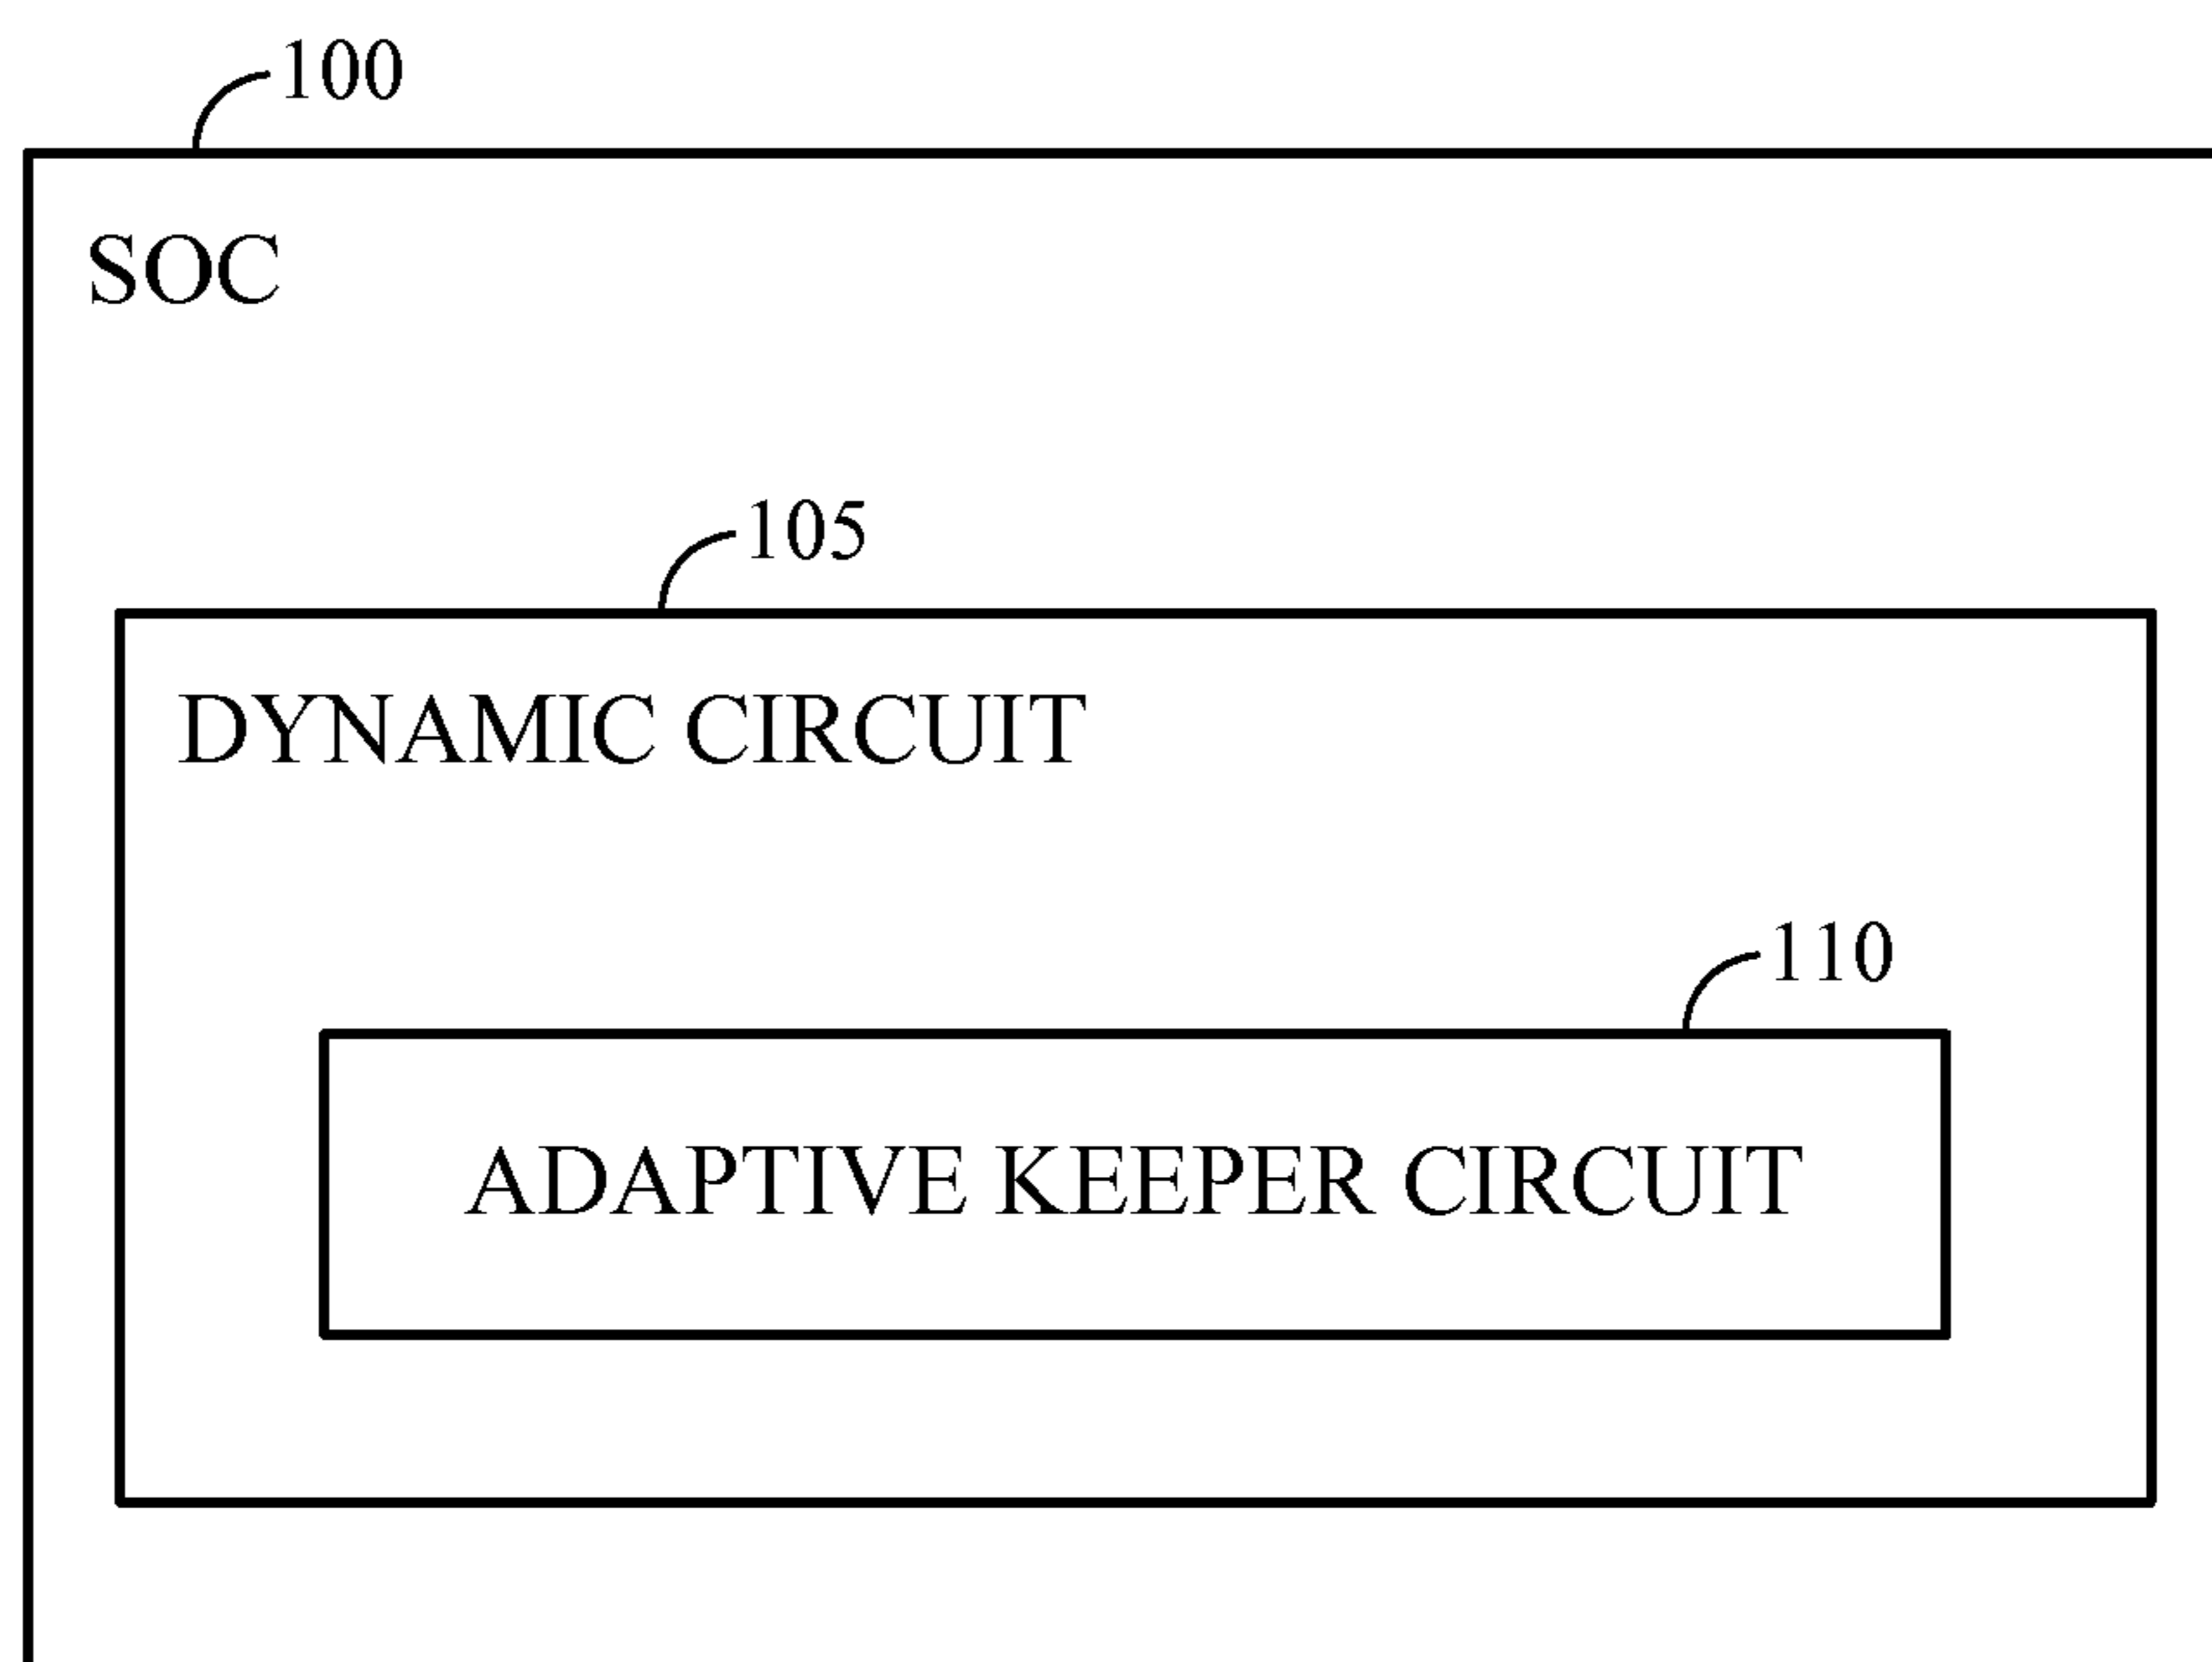 100
SOC
105
DYNAMIC CIRCUIT
110
ADAPTIVE KEEPER CIRCUIT